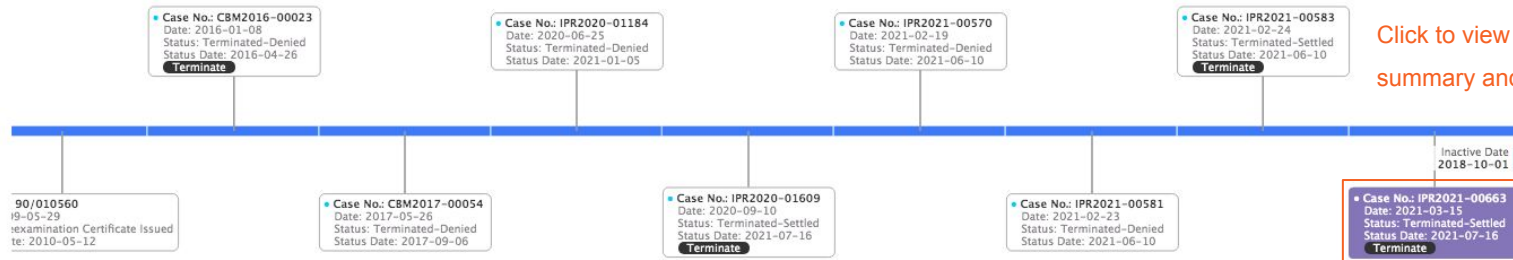 Case No.: CBM2016-00023
Date: 2016-01-08
Status: Terminated-Denied
Status Date: 2016-04-26
Terminate
Case No.: IPR2020-01184
Date: 2020-06-25
Status: Terminated-Denied
Status Date: 2021-01-05
Case No.: IPR2021-00570
Date: 2021-02-19
Status: Terminated-Denied
Status Date: 2021-06-10
Case No.: IPR2021-00583
Date: 2021-02-24
Status: Terminated-Settled
Status Date: 2021-06-10
Terminate
Click to view
summary and
Inactive Date
2018-10-01
90/010560
9-05-29
eexamination Certificate Issued
te: 2010-05-12
Case No.: CBM2017-00054
Date: 2017-05-26
Status: Terminated-Denied
Status Date: 2017-09-06
Case No.: IPR2020-01609
Date: 2020-09-10
Status: Terminated-Settled
Status Date: 2021-07-16
Terminate
Case No.: IPR2021-00581
Date: 2021-02-23
Status: Terminated-Denied
Status Date: 2021-06-10
Case No.: IPR2021-00663
Date: 2021-03-15
Status: Terminated-Settled
Status Date: 2021-07-16
Terminate